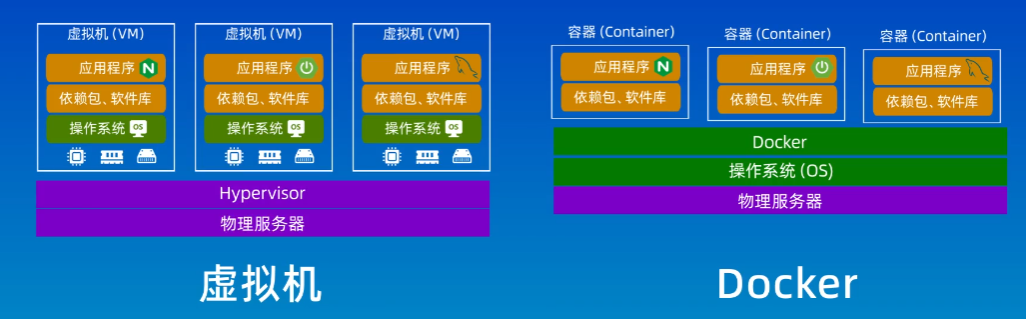 虚拟机 (VM)
应用程序 N
依赖包、软件库
操作系统 OS
虚拟机 (VM)
应用程序
依赖包、软件库
操作系统 OS
虚拟机 (VM)
应用程序
依赖包、软件库
操作系统 OS
Hypervisor
物理服务器
虚拟机
容器 (Container)
应用程序 N
依赖包、软件库
容器 (Container)
应用程序
依赖包、软件库
容器 (Container)
应用程序
依赖包、软件库
Docker
操作系统 (OS)
物理服务器
Docker